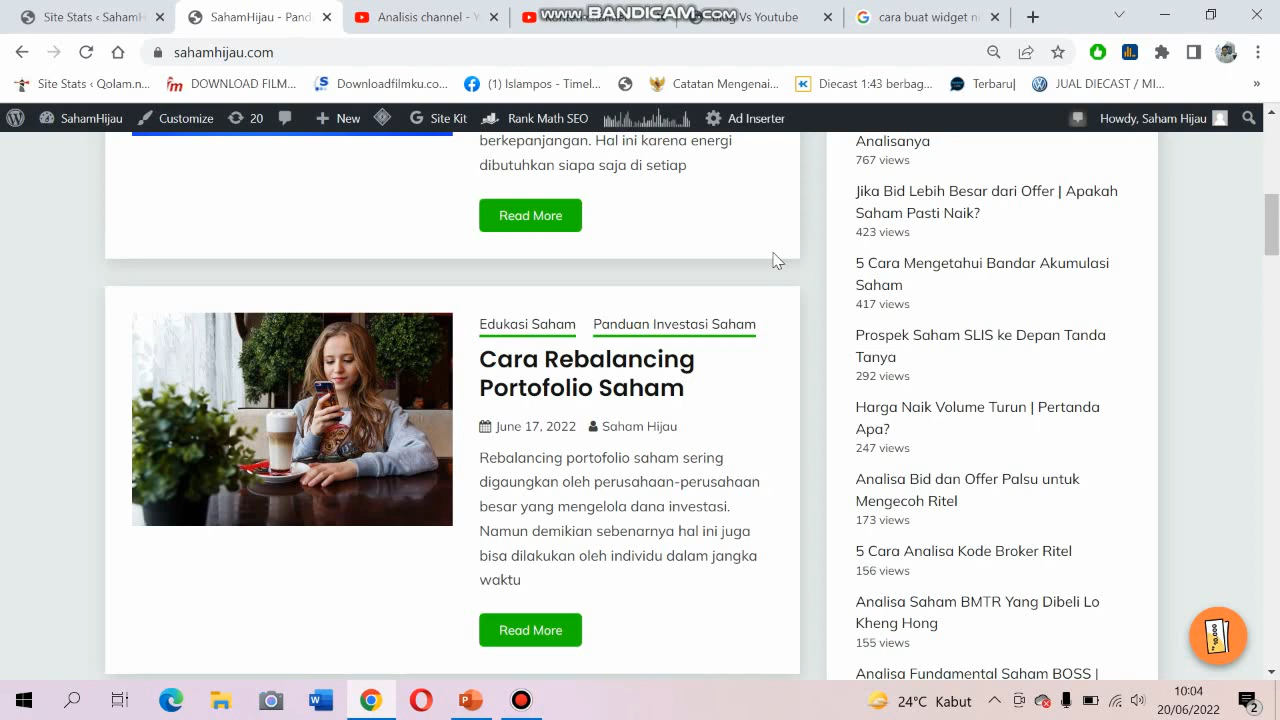 SahamHijau
SahamHijau - Pand
Analisis channel - Y
www.BANDICAM.com
Vs Youtube
cara buat widget n
sahamhijau.com
Site Stats ‹ Qolam.n...
DOWNLOAD FILM...
Downloadfilmku.co...
(1) Islampos - Timel...
Catatan Mengenai...
Diecast 1:43 berbag...
Terbaru|
JUAL DIECAST / MI...
»
SahamHijau
Customize
20
New
Site Kit
Rank Math SEO
Ad Inserter
Howdy, Saham Hijau
berkepanjangan. Hal ini karena energi
dibutuhkan siapa saja di setiap
Read More
Edukasi Saham
Panduan Investasi Saham
Cara Rebalancing
Portofolio Saham
June 17, 2022
Saham Hijau
Rebalancing portofolio saham sering
digaungkan oleh perusahaan-perusahaan
besar yang mengelola dana investasi.
Namun demikian sebenarnya hal ini juga
bisa dilakukan oleh individu dalam jangka
waktu
Read More
Analisanya
767 views
Jika Bid Lebih Besar dari Offer | Apakah
Saham Pasti Naik?
423 views
5 Cara Mengetahui Bandar Akumulasi
Saham
417 views
Prospek Saham SLIS ke Depan Tanda
Tanya
292 views
Harga Naik Volume Turun | Pertanda
Apa?
247 views
Analisa Bid dan Offer Palsu untuk
Mengecoh Ritel
173 views
5 Cara Analisa Kode Broker Ritel
156 views
Analisa Saham BMTR Yang Dibeli Lo
Kheng Hong
155 views
Analisa Fundamental Saham BOSS |
24°C Kabut
10:04
20/06/2022
2